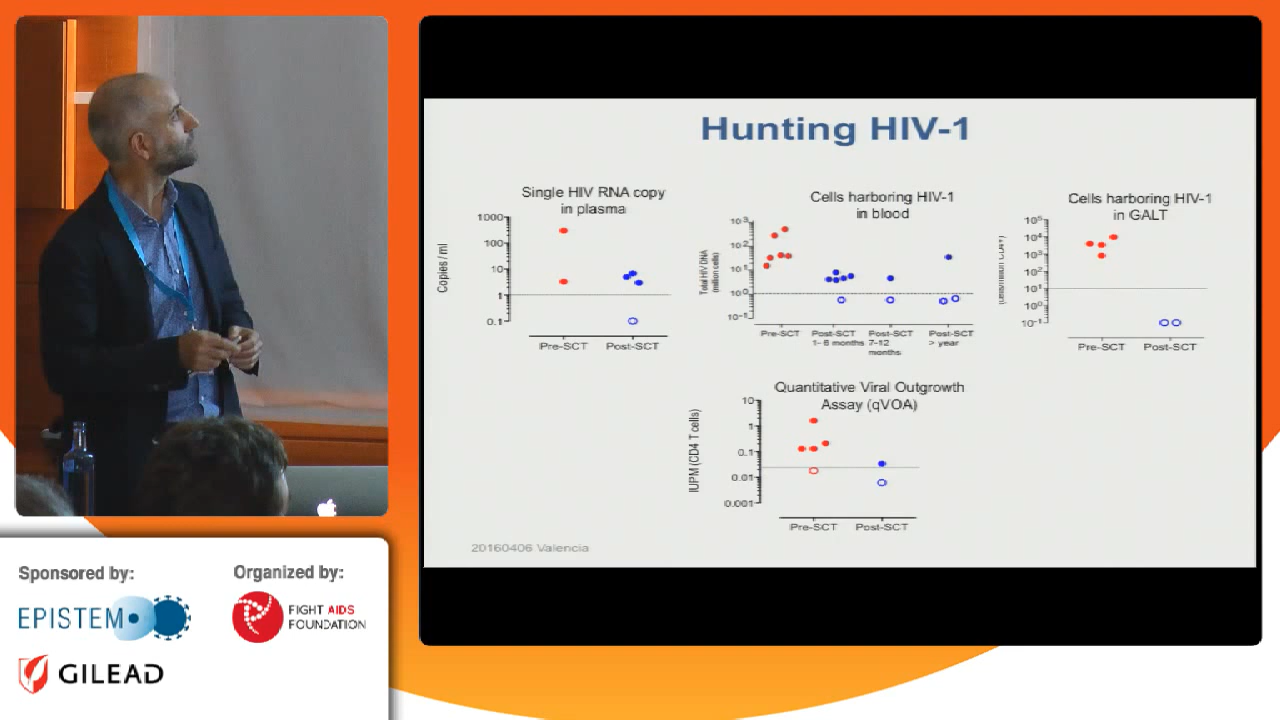 Hunting HIV-1
Single HIV RNA copy
in plasma
1000
100
10
1
0.1
Copies / ml
Pre-SCT
Post-SCT
Cells harboring HIV-1
in blood
Total HIV DNA
(million cells)
10³
10²
10¹
10⁰
Pre-SCT
Post-SCT
1- 6 months
Post-SCT
7-12
months
Post-SCT
> year
Cells harboring HIV-1
in GALT
10⁵
10⁴
10³
10²
10¹
10⁰
10⁻¹
Pre-SCT
Post-SCT
Quantitative Viral Outgrowth
Assay (qVOA)
IUPM (CD4 T cells)
10
1
0.1
0.01
0.001
Pre-SCT
Post-SCT
20160406 Valencia
Sponsored by:
EPISTEM
GILEAD
Organized by:
FIGHT AIDS
FOUNDATION